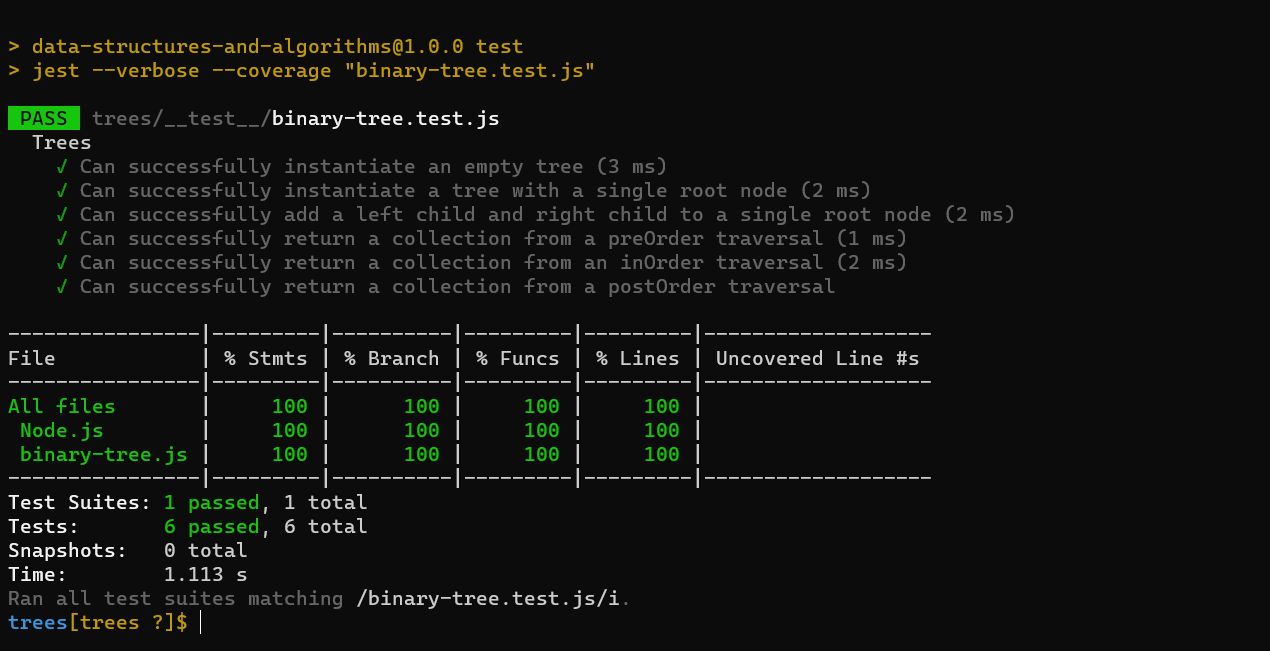 > data-structures-and-algorithms@1.0.0 test
> jest --verbose --coverage "binary-tree.test.js"
PASS trees/__test__/binary-tree.test.js
Trees
√ Can successfully instantiate an empty tree (3 ms)
√ Can successfully instantiate a tree with a single root node (2 ms)
√ Can successfully add a left child and right child to a single root node (2 ms)
√ Can successfully return a collection from a preOrder traversal (1 ms)
√ Can successfully return a collection from an inOrder traversal (2 ms)
√ Can successfully return a collection from a postOrder traversal
----------------|---------|----------|---------|---------|-------------------
File            | % Stmts | % Branch | % Funcs | % Lines | Uncovered Line #s
----------------|---------|----------|---------|---------|-------------------
All files       |     100 |      100 |     100 |     100 |
 Node.js        |     100 |      100 |     100 |     100 |
 binary-tree.js |     100 |      100 |     100 |     100 |
----------------|---------|----------|---------|---------|-------------------
Test Suites: 1 passed, 1 total
Tests:       6 passed, 6 total
Snapshots:   0 total
Time:        1.113 s
Ran all test suites matching /binary-tree.test.js/i.
trees[trees ?]$